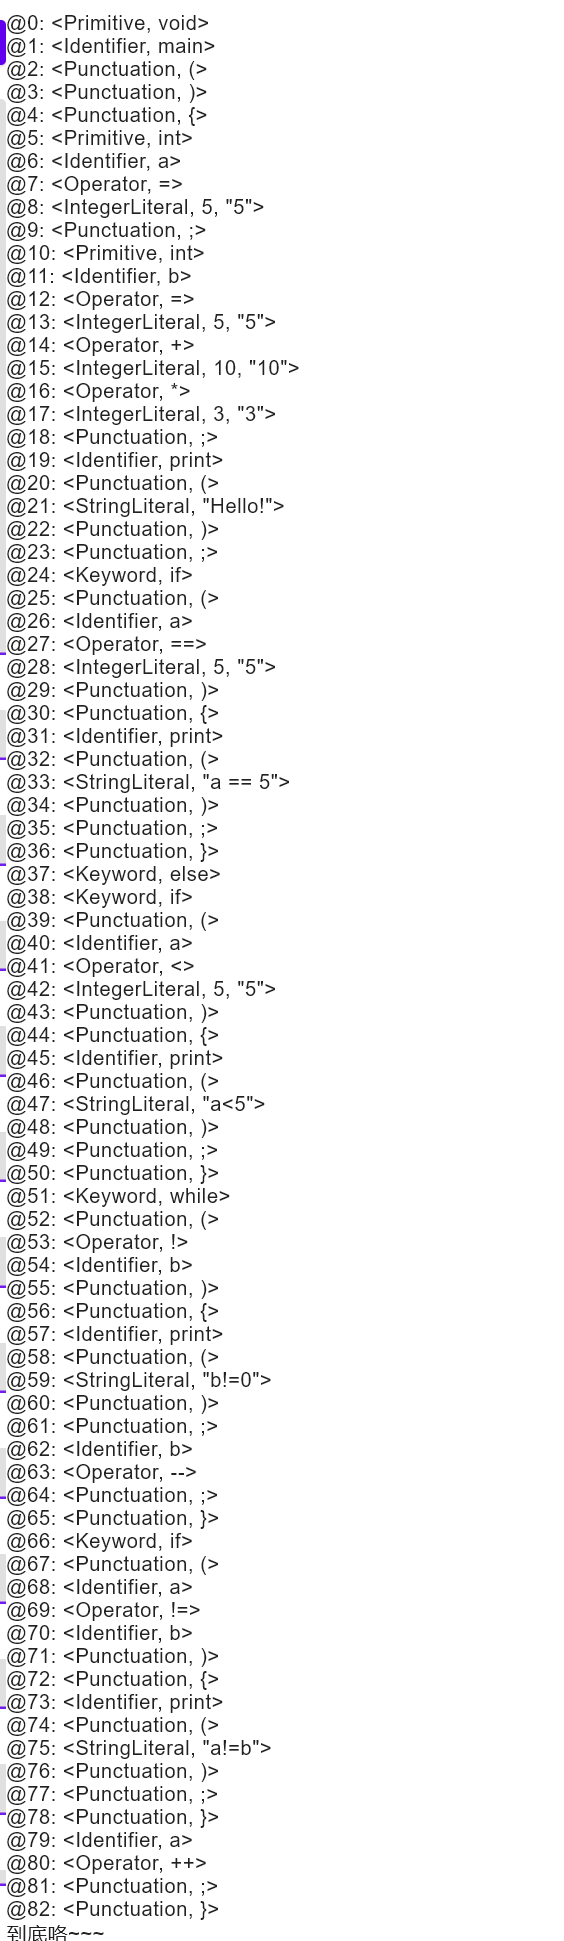 @0: <Primitive, void>
@1: <Identifier, main>
@2: <Punctuation, (>
@3: <Punctuation, )>
@4: <Punctuation, {>
@5: <Primitive, int>
@6: <Identifier, a>
@7: <Operator, =>
@8: <IntegerLiteral, 5, "5">
@9: <Punctuation, ;>
@10: <Primitive, int>
@11: <Identifier, b>
@12: <Operator, =>
@13: <IntegerLiteral, 5, "5">
@14: <Operator, +>
@15: <IntegerLiteral, 10, "10">
@16: <Operator, *>
@17: <IntegerLiteral, 3, "3">
@18: <Punctuation, ;>
@19: <Identifier, print>
@20: <Punctuation, (>
@21: <StringLiteral, "Hello!">
@22: <Punctuation, )>
@23: <Punctuation, ;>
@24: <Keyword, if>
@25: <Punctuation, (>
@26: <Identifier, a>
@27: <Operator, ==>
@28: <IntegerLiteral, 5, "5">
@29: <Punctuation, )>
@30: <Punctuation, {>
@31: <Identifier, print>
@32: <Punctuation, (>
@33: <StringLiteral, "a == 5">
@34: <Punctuation, )>
@35: <Punctuation, ;>
@36: <Punctuation, }>
@37: <Keyword, else>
@38: <Keyword, if>
@39: <Punctuation, (>
@40: <Identifier, a>
@41: <Operator, <>
@42: <IntegerLiteral, 5, "5">
@43: <Punctuation, )>
@44: <Punctuation, {>
@45: <Identifier, print>
@46: <Punctuation, (>
@47: <StringLiteral, "a<5">
@48: <Punctuation, )>
@49: <Punctuation, ;>
@50: <Punctuation, }>
@51: <Keyword, while>
@52: <Punctuation, (>
@53: <Operator, !>
@54: <Identifier, b>
@55: <Punctuation, )>
@56: <Punctuation, {>
@57: <Identifier, print>
@58: <Punctuation, (>
@59: <StringLiteral, "b!=0">
@60: <Punctuation, )>
@61: <Punctuation, ;>
@62: <Identifier, b>
@63: <Operator, -->
@64: <Punctuation, ;>
@65: <Punctuation, }>
@66: <Keyword, if>
@67: <Punctuation, (>
@68: <Identifier, a>
@69: <Operator, !=>
@70: <Identifier, b>
@71: <Punctuation, )>
@72: <Punctuation, {>
@73: <Identifier, print>
@74: <Punctuation, (>
@75: <StringLiteral, "a!=b">
@76: <Punctuation, )>
@77: <Punctuation, ;>
@78: <Punctuation, }>
@79: <Identifier, a>
@80: <Operator, ++>
@81: <Punctuation, ;>
@82: <Punctuation, }>
到底咯~~~